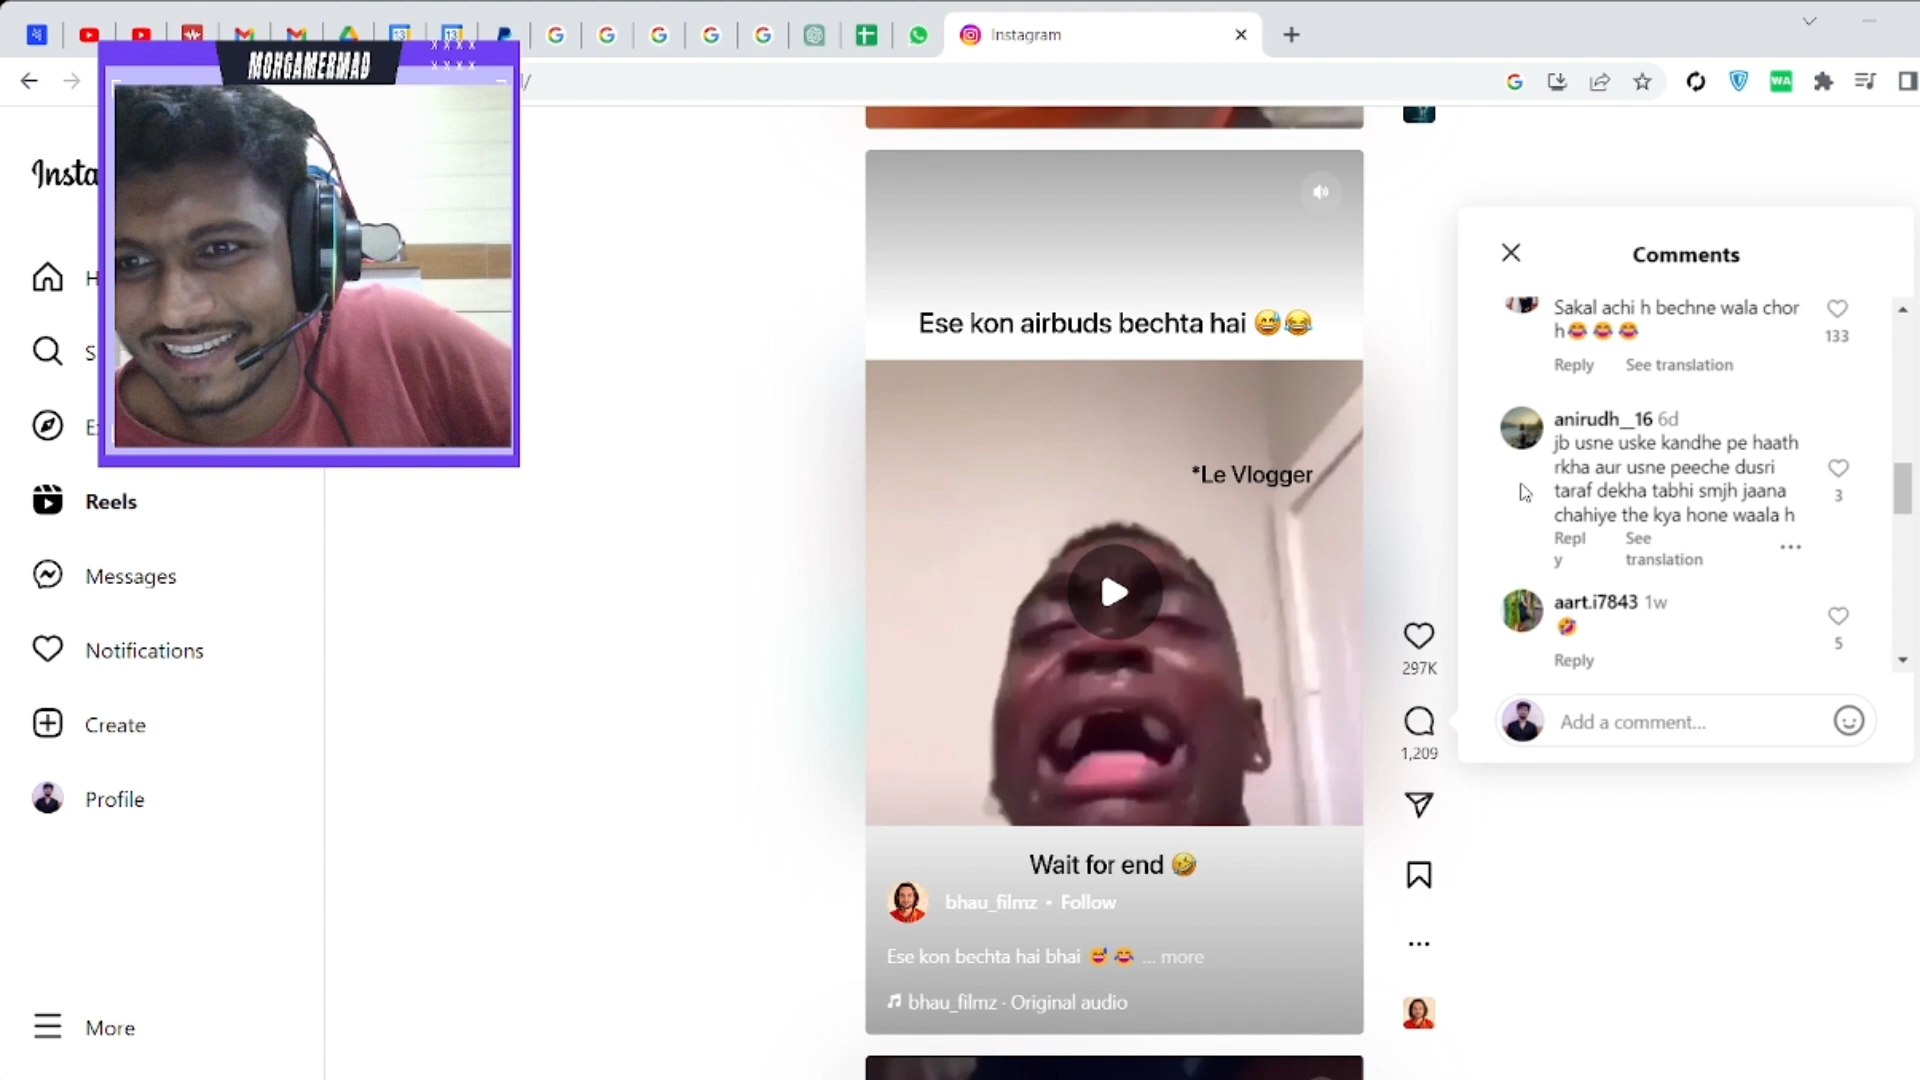 Instagram
MOHGAMERMAD
X X X X
X X X X
/
WA
Insta
H
S
E
Reels
Messages
Notifications
Create
Profile
More
Ese kon airbuds bechta hai 😅😂
*Le Vlogger
Wait for end 🤣
bhau_filmz • Follow
Ese kon bechta hai bhai 😅 😂 ... more
bhau_filmz · Original audio
297K
1,209
Comments
Sakal achi h bechne wala chor
h😂 😂 😂
133
Reply See translation
anirudh__16 6d
jb usne uske kandhe pe haath
rkha aur usne peeche dusri
taraf dekha tabhi smjh jaana
chahiye the kya hone waala h
3
Repl
y
See
translation
aart.i7843 1w
🤣
5
Reply
Add a comment...